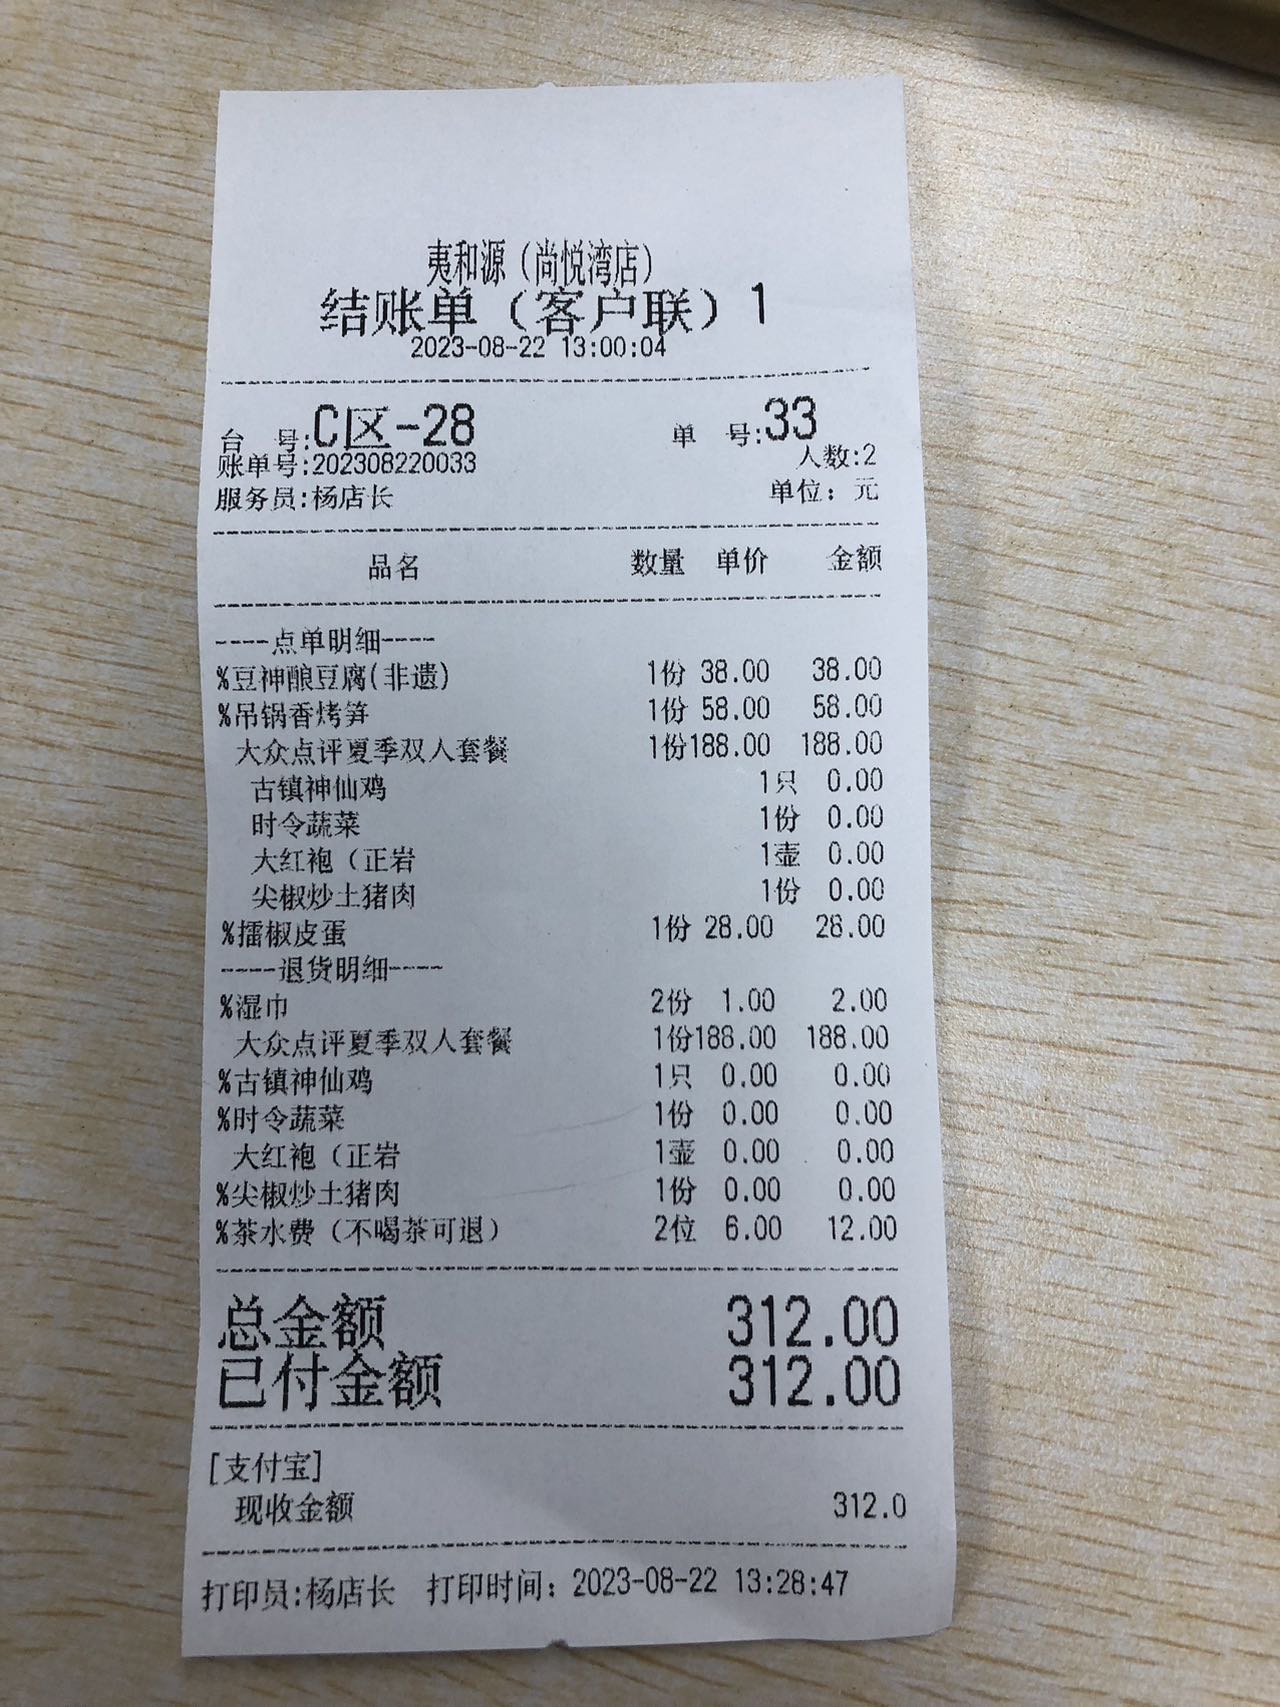 夷和源（尚悦湾店）
结账单（客户联）1
2023-08-22 13:00:04
台 号:C区-28 单 号:33
账单号:202308220033 人数:2
服务员:杨店长 单位：元
品名 数量 单价 金额
----点单明细----
%豆神酿豆腐(非遗) 1份 38.00 38.00
%吊锅香烤笋 1份 58.00 58.00
大众点评夏季双人套餐 1份188.00 188.00
古镇神仙鸡 1只 0.00
时令蔬菜 1份 0.00
大红袍（正岩 1壶 0.00
尖椒炒土猪肉 1份 0.00
%擂椒皮蛋 1份 28.00 28.00
----退货明细----
%湿巾 2份 1.00 2.00
大众点评夏季双人套餐 1份188.00 188.00
%古镇神仙鸡 1只 0.00 0.00
%时令蔬菜 1份 0.00 0.00
大红袍（正岩 1壶 0.00 0.00
%尖椒炒土猪肉 1份 0.00 0.00
%茶水费（不喝茶可退） 2位 6.00 12.00
总金额 312.00
已付金额 312.00
[支付宝]
现收金额 312.0
打印员:杨店长 打印时间：2023-08-22 13:28:47